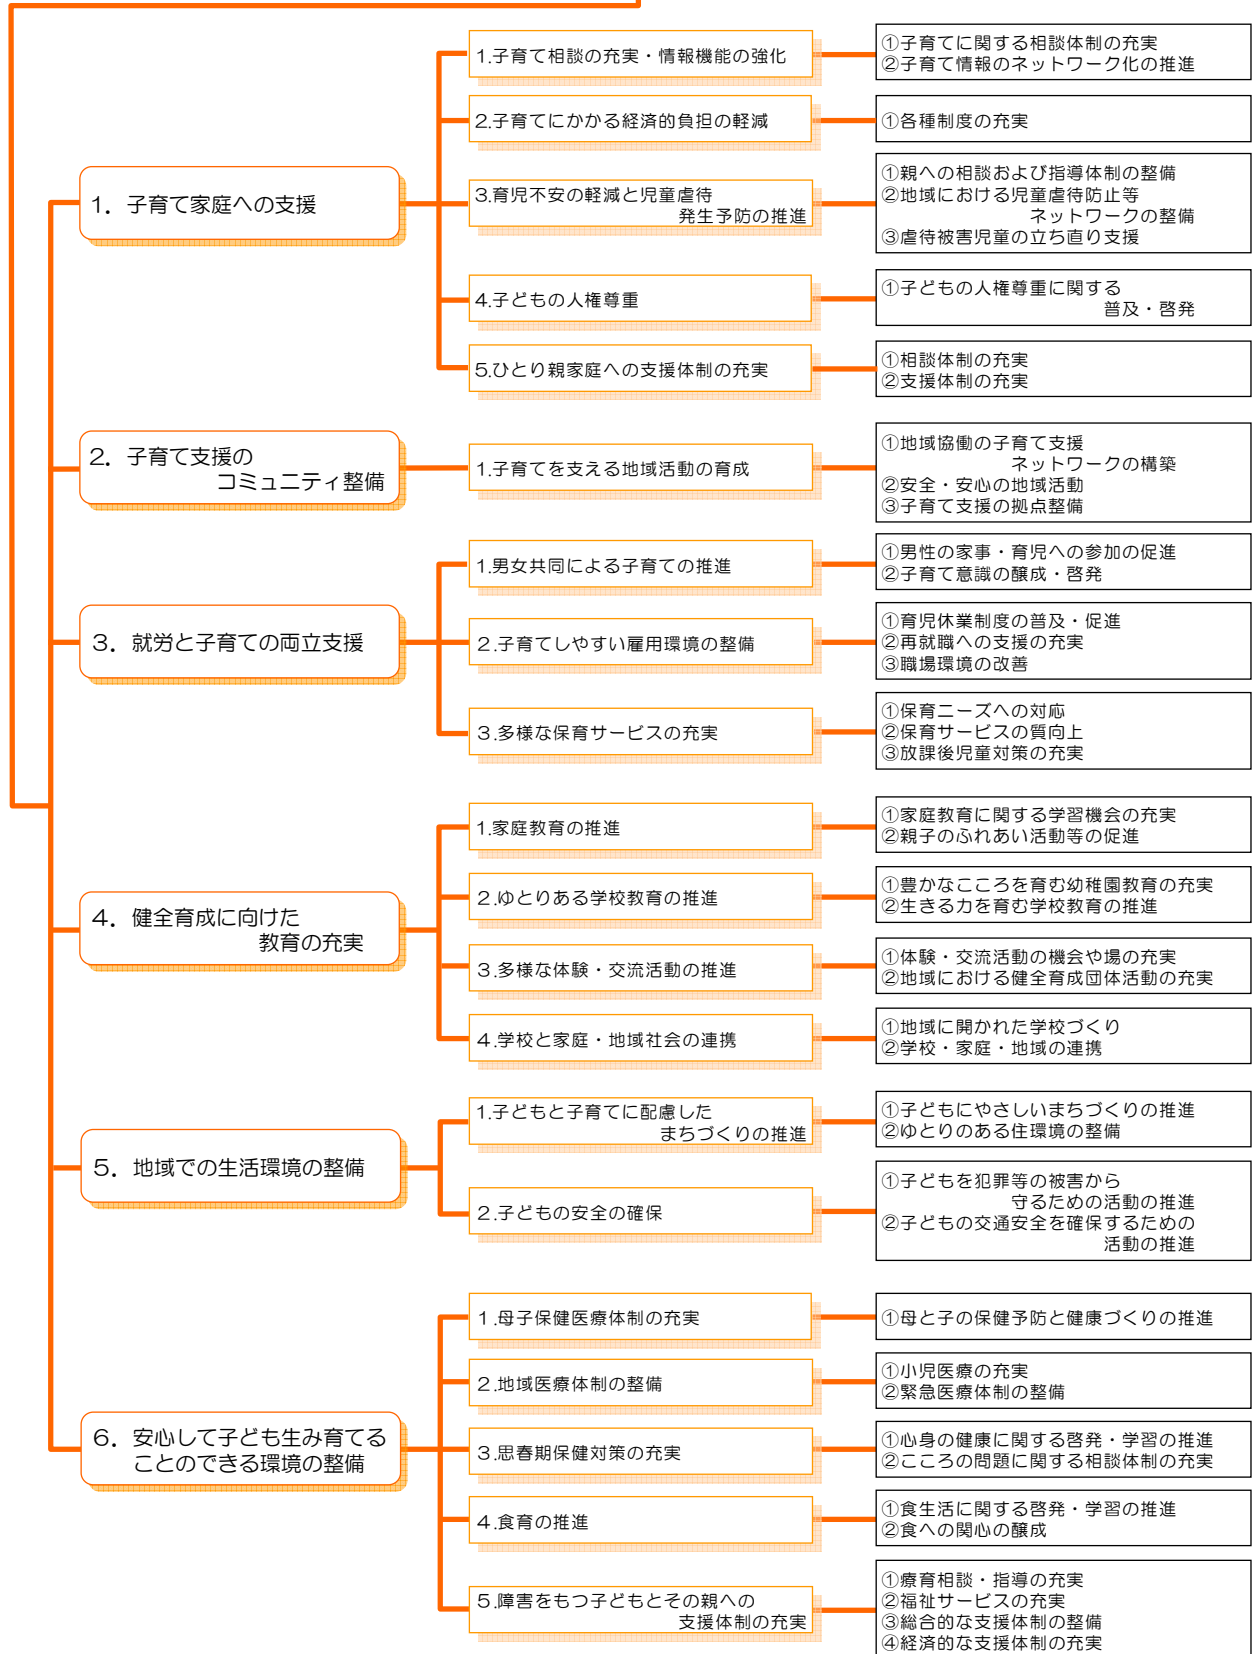 1.子育て相談の充実・情報機能の強化
①子育てに関する相談体制の充実
②子育て情報のネットワーク化の推進
2.子育てにかかる経済的負担の軽減
①各種制度の充実
1．子育て家庭への支援
3.育児不安の軽減と児童虐待
発生予防の推進
①親への相談および指導体制の整備
②地域における児童虐待防止等
ネットワークの整備
③虐待被害児童の立ち直り支援
4.子どもの人権尊重
①子どもの人権尊重に関する
普及・啓発
5.ひとり親家庭への支援体制の充実
①相談体制の充実
②支援体制の充実
2．子育て支援の
コミュニティ整備
1.子育てを支える地域活動の育成
①地域協働の子育て支援
ネットワークの構築
②安全・安心の地域活動
③子育て支援の拠点整備
1.男女共同による子育ての推進
①男性の家事・育児への参加の促進
②子育て意識の醸成・啓発
3．就労と子育ての両立支援
2.子育てしやすい雇用環境の整備
①育児休業制度の普及・促進
②再就職への支援の充実
③職場環境の改善
3.多様な保育サービスの充実
①保育ニーズへの対応
②保育サービスの質向上
③放課後児童対策の充実
1.家庭教育の推進
①家庭教育に関する学習機会の充実
②親子のふれあい活動等の促進
4．健全育成に向けた
教育の充実
2.ゆとりある学校教育の推進
①豊かなこころを育む幼稚園教育の充実
②生きる力を育む学校教育の推進
3.多様な体験・交流活動の推進
①体験・交流活動の機会や場の充実
②地域における健全育成団体活動の充実
4.学校と家庭・地域社会の連携
①地域に開かれた学校づくり
②学校・家庭・地域の連携
1.子どもと子育てに配慮した
まちづくりの推進
①子どもにやさしいまちづくりの推進
②ゆとりのある住環境の整備
5．地域での生活環境の整備
2.子どもの安全の確保
①子どもを犯罪等の被害から
守るための活動の推進
②子どもの交通安全を確保するための
活動の推進
1.母子保健医療体制の充実
①母と子の保健予防と健康づくりの推進
2.地域医療体制の整備
①小児医療の充実
②緊急医療体制の整備
6．安心して子ども生み育てる
ことのできる環境の整備
3.思春期保健対策の充実
①心身の健康に関する啓発・学習の推進
②こころの問題に関する相談体制の充実
4.食育の推進
①食生活に関する啓発・学習の推進
②食への関心の醸成
5.障害をもつ子どもとその親への
支援体制の充実
①療育相談・指導の充実
②福祉サービスの充実
③総合的な支援体制の整備
④経済的な支援体制の充実